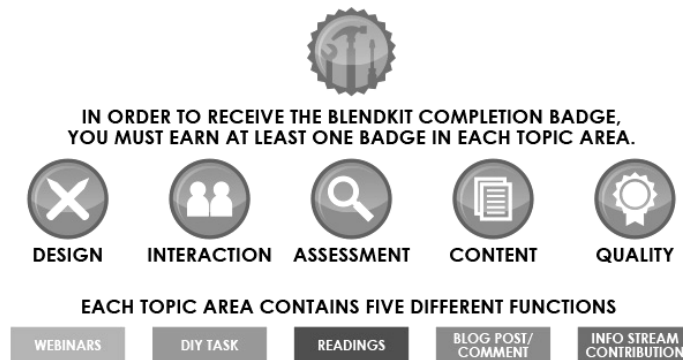 IN ORDER TO RECEIVE THE BLENDKIT COMPLETION BADGE,
YOU MUST EARN AT LEAST ONE BADGE IN EACH TOPIC AREA.
DESIGN INTERACTION ASSESSMENT CONTENT QUALITY
EACH TOPIC AREA CONTAINS FIVE DIFFERENT FUNCTIONS
WEBINARS DIY TASK READINGS BLOG POST/ INFO STREAM
COMMENT CONTRIBUTION